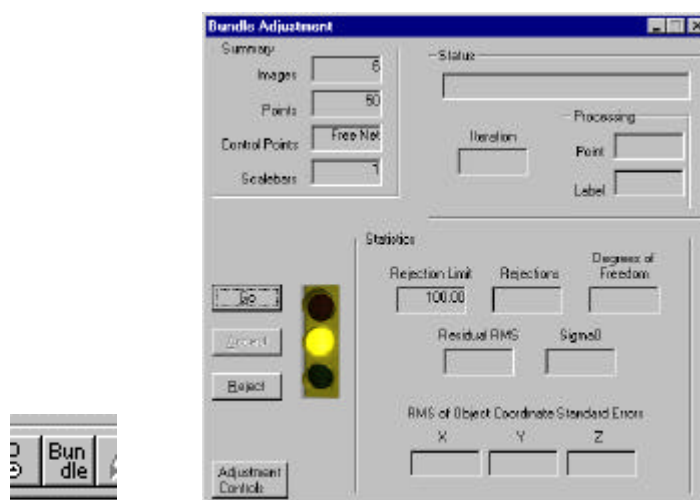 Bundle Adjustment
Summary
Images 6
Points 50
Control Points Free Net
Scalebars 1
Status
Iteration
Processing
Point
Label
Go
Accept
Reject
Adjustment
Controls
Statistics
Rejection Limit
100.00
Rejections
Degrees of
Freedom
Residual RMS
Sigma0
RMS of Object Coordinate Standard Errors
X Y Z
Bun
dle